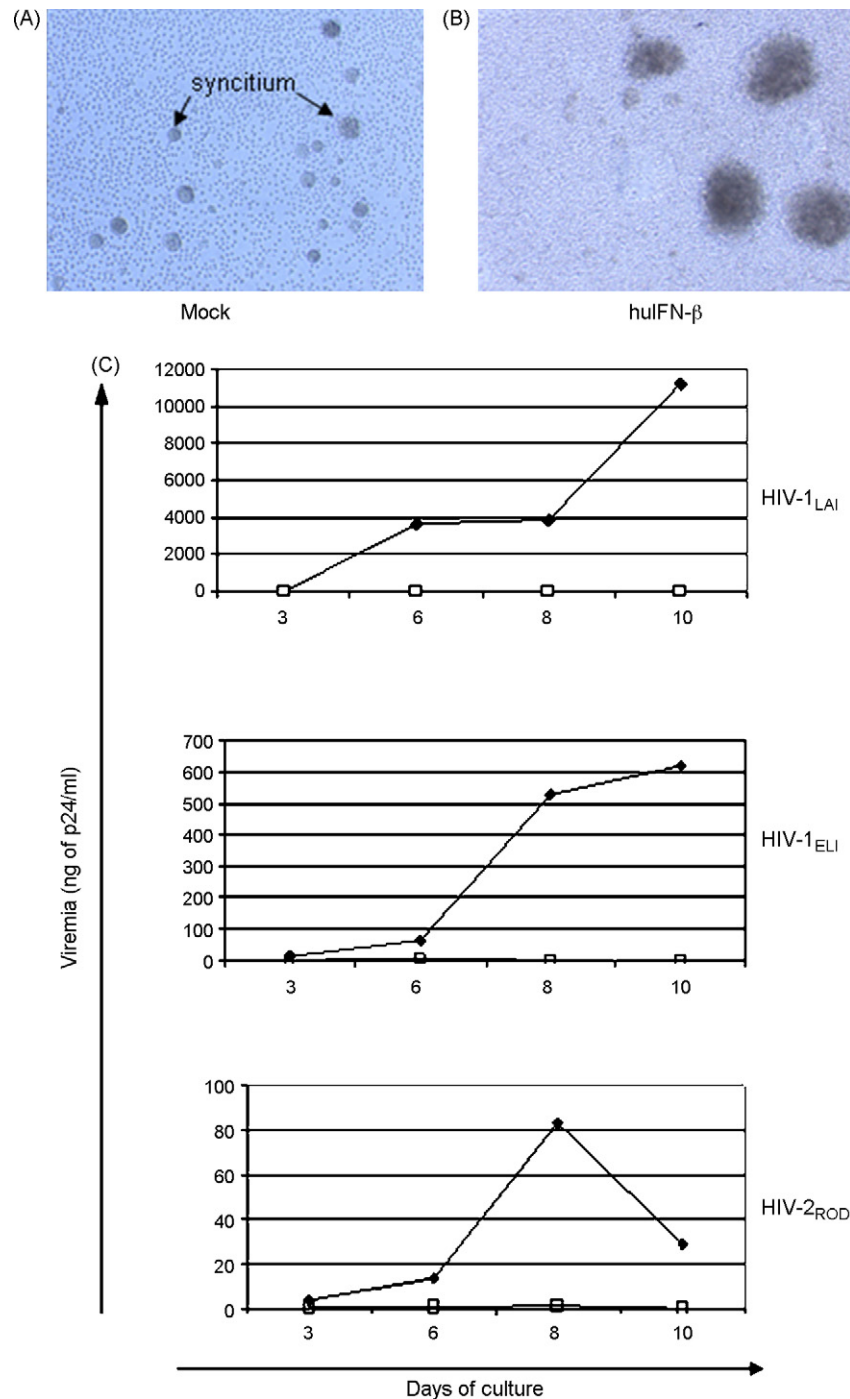 (A)
syncitium
Mock
(B)
huIFN-β
(C)
Viremia (ng of p24/ml)
12000
10000
8000
6000
4000
2000
0
3 6 8 10
HIV-1LAI
700
600
500
400
300
200
100
0
3 6 8 10
HIV-1ELI
100
80
60
40
20
0
3 6 8 10
HIV-2ROD
Days of culture